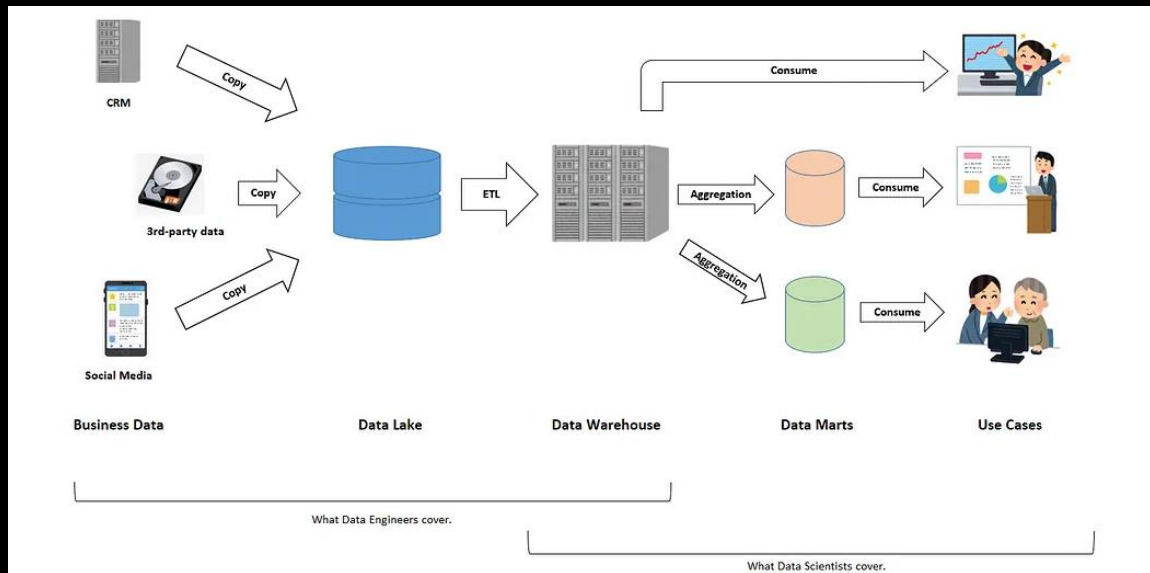 CRM
Copy
Consume
3rd-party data
Copy
ETL
Aggregation
Consume
Social Media
Copy
Aggregation
Consume
Business Data
Data Lake
Data Warehouse
Data Marts
Use Cases
What Data Engineers cover.
What Data Scientists cover.